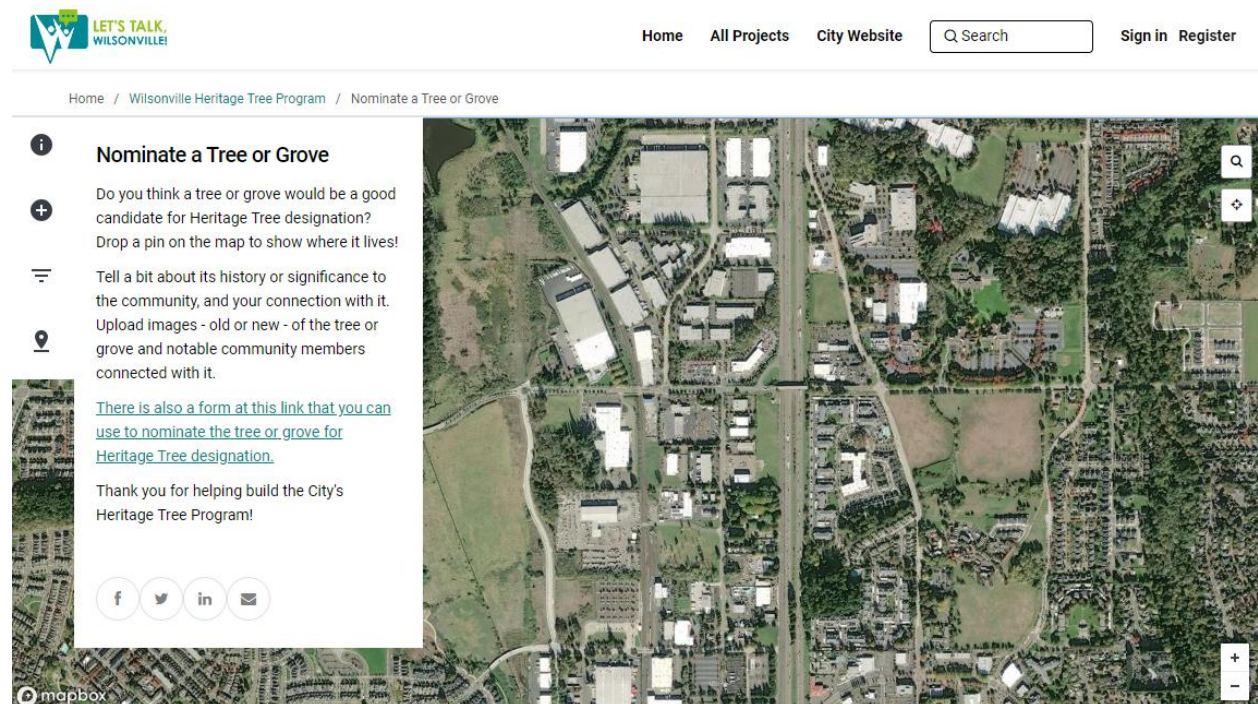 LET'S TALK,
WILSONVILLE!
Home All Projects City Website Search Sign in Register
Home / Wilsonville Heritage Tree Program / Nominate a Tree or Grove
Nominate a Tree or Grove
Do you think a tree or grove would be a good
candidate for Heritage Tree designation?
Drop a pin on the map to show where it lives!
Tell a bit about its history or significance to
the community, and your connection with it.
Upload images - old or new - of the tree or
grove and notable community members
connected with it.
There is also a form at this link that you can
use to nominate the tree or grove for
Heritage Tree designation.
Thank you for helping build the City's
Heritage Tree Program!
mapbox